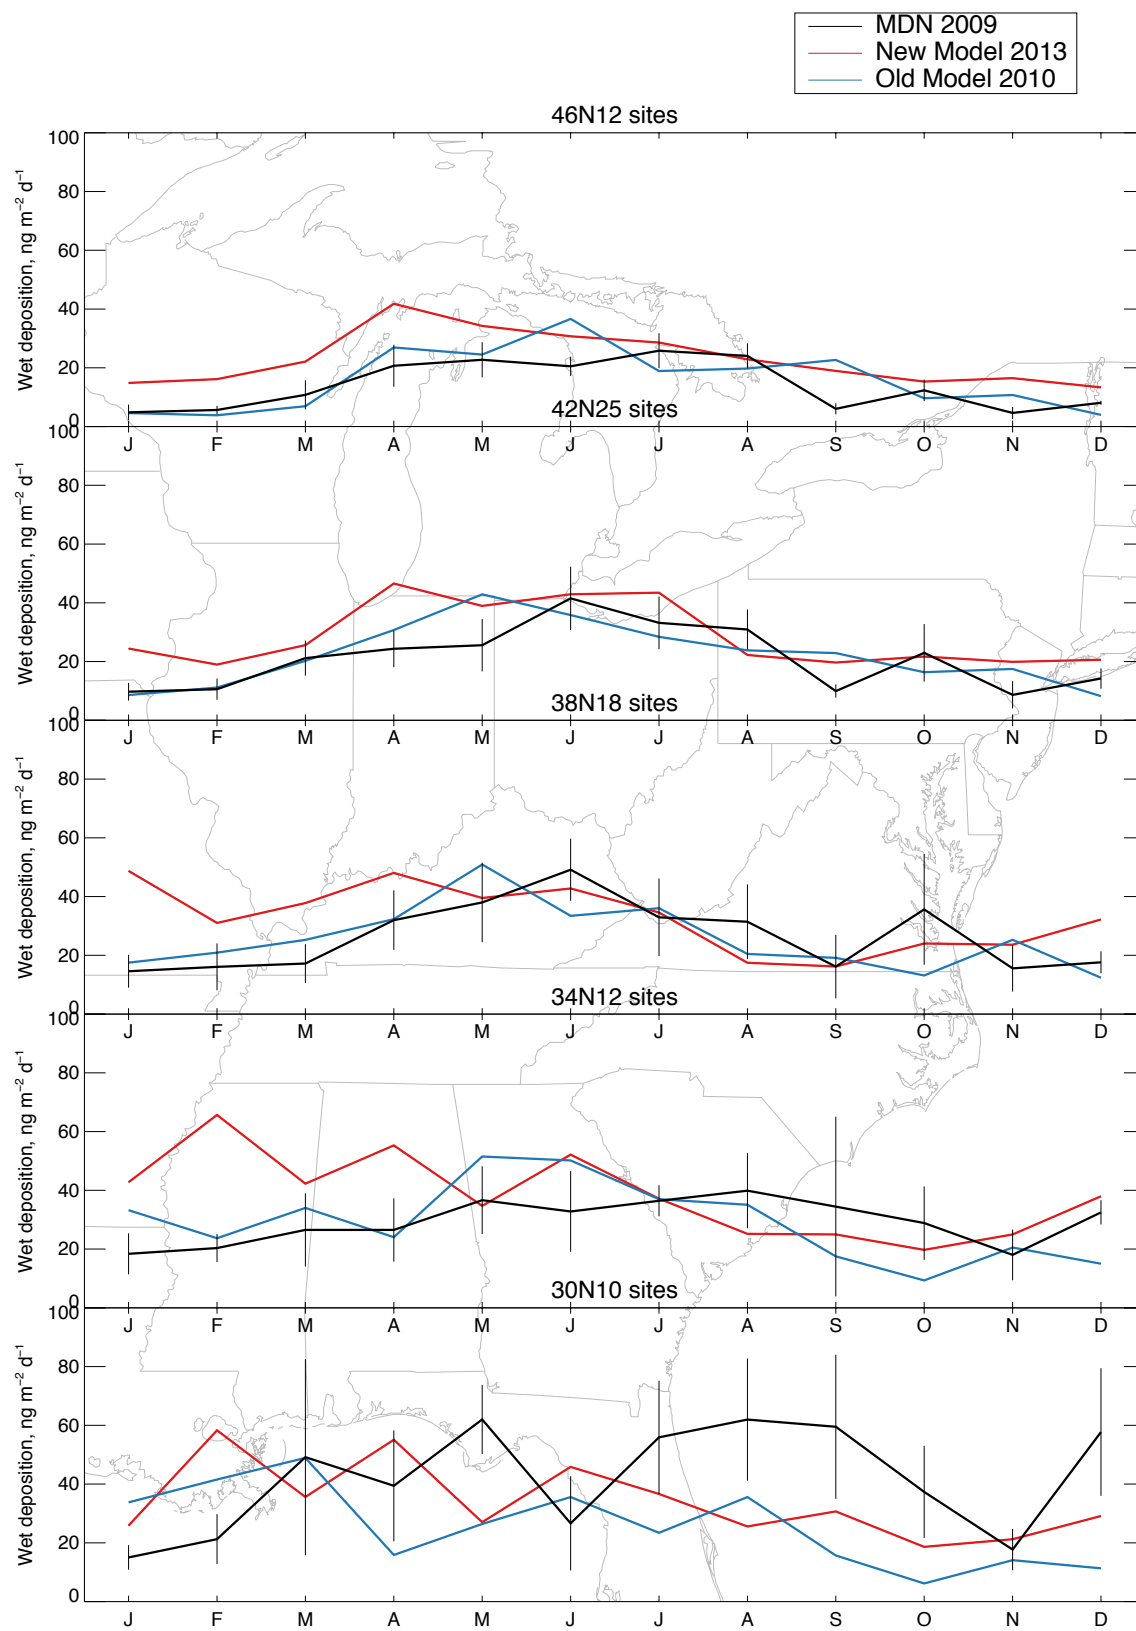 MDN 2009
New Model 2013
Old Model 2010
46N12 sites
Wet deposition, ng m⁻² d⁻¹
100
80
60
40
20
0
J F M A M J J A S O N D
42N25 sites
Wet deposition, ng m⁻² d⁻¹
100
80
60
40
20
0
J F M A M J J A S O N D
38N18 sites
Wet deposition, ng m⁻² d⁻¹
100
80
60
40
20
0
J F M A M J J A S O N D
34N12 sites
Wet deposition, ng m⁻² d⁻¹
100
80
60
40
20
0
J F M A M J J A S O N D
30N10 sites
Wet deposition, ng m⁻² d⁻¹
100
80
60
40
20
0
J F M A M J J A S O N D